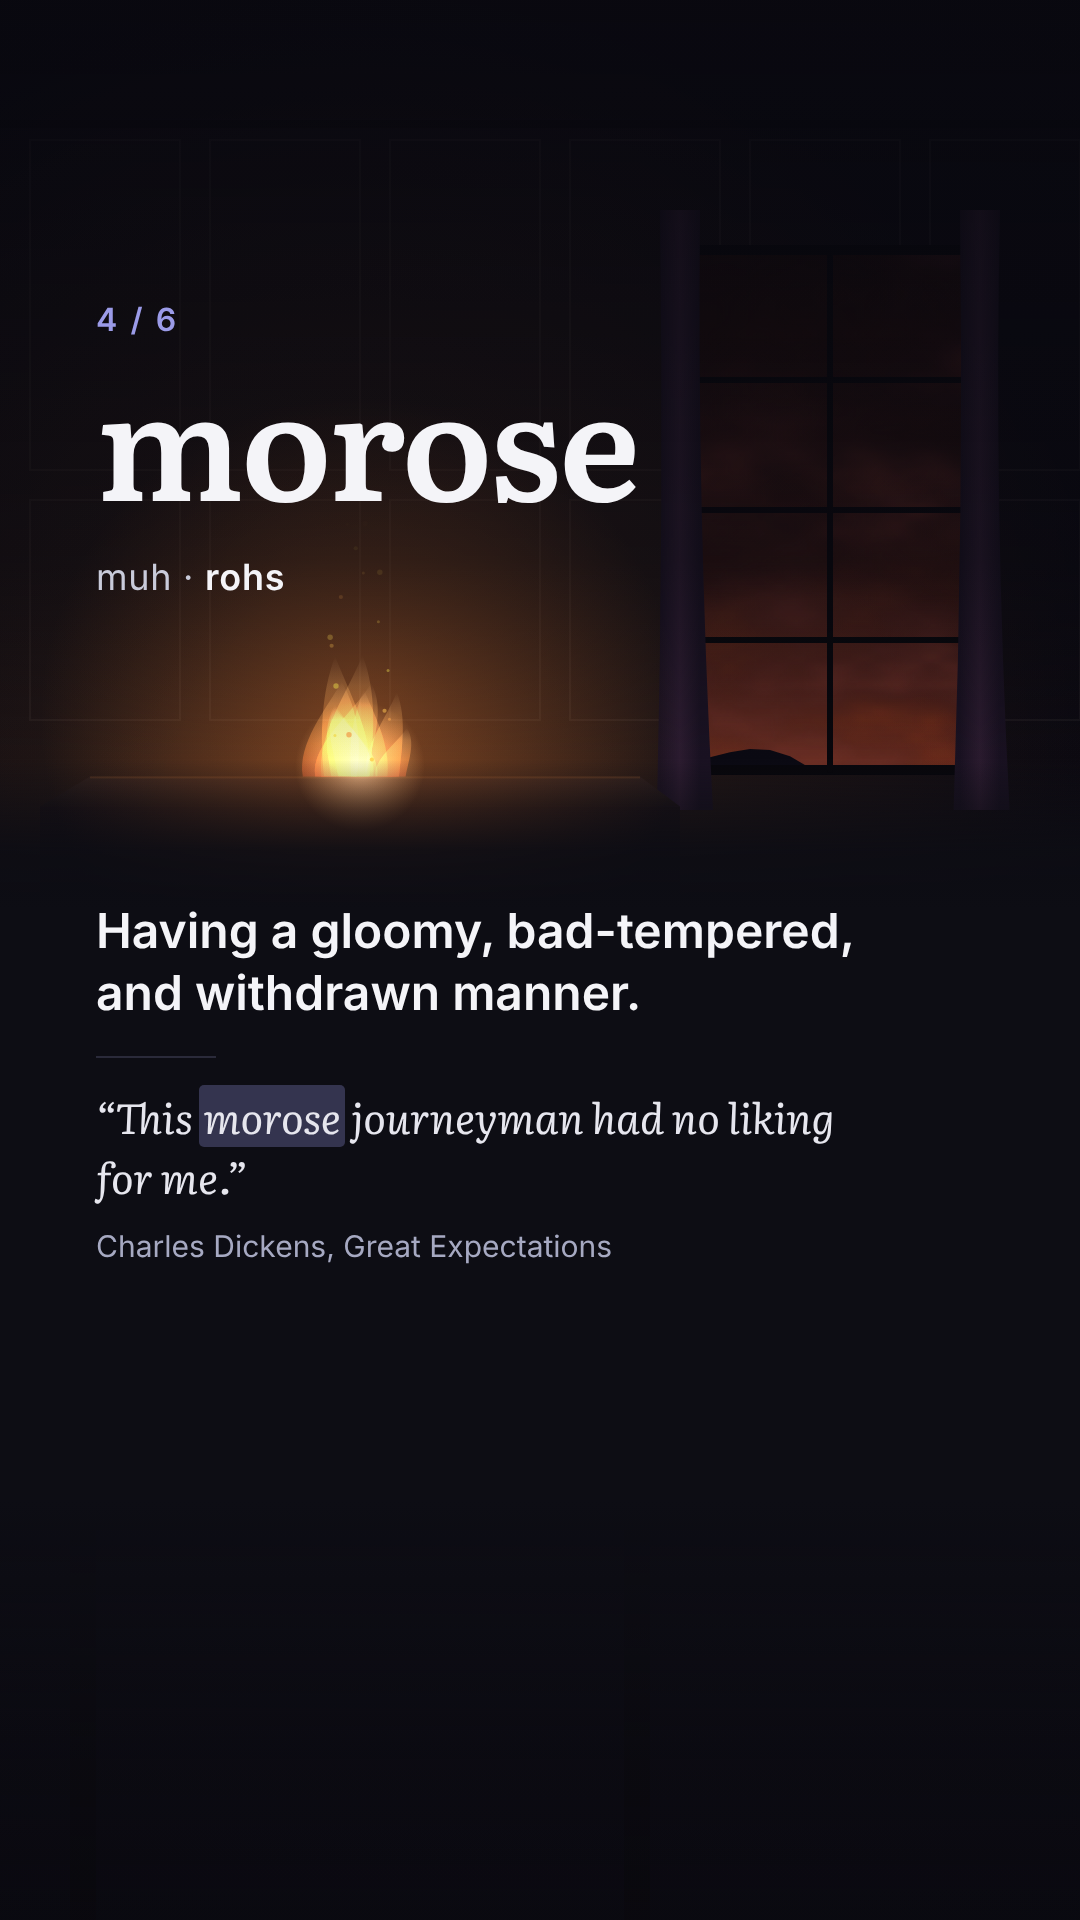 4 / 6
morose
muh · rohs
Having a gloomy, bad-tempered,
and withdrawn manner.
“This morose journeyman had no liking
for me.”
Charles Dickens, Great Expectations